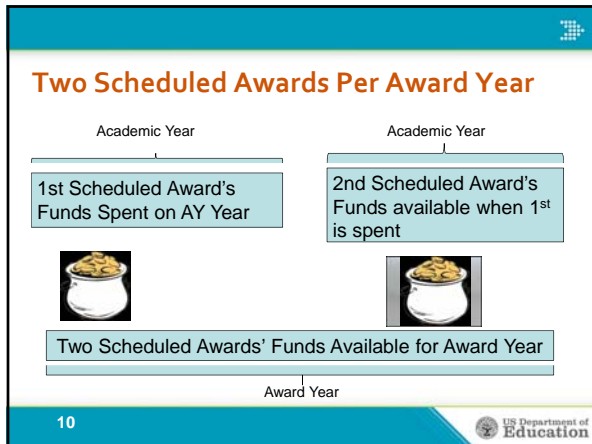 Two Scheduled Awards Per Award Year
Academic Year
Academic Year
1st Scheduled Award's
Funds Spent on AY Year
2nd Scheduled Award's
Funds available when 1st
is spent
Two Scheduled Awards' Funds Available for Award Year
Award Year
10
US Department of
Education